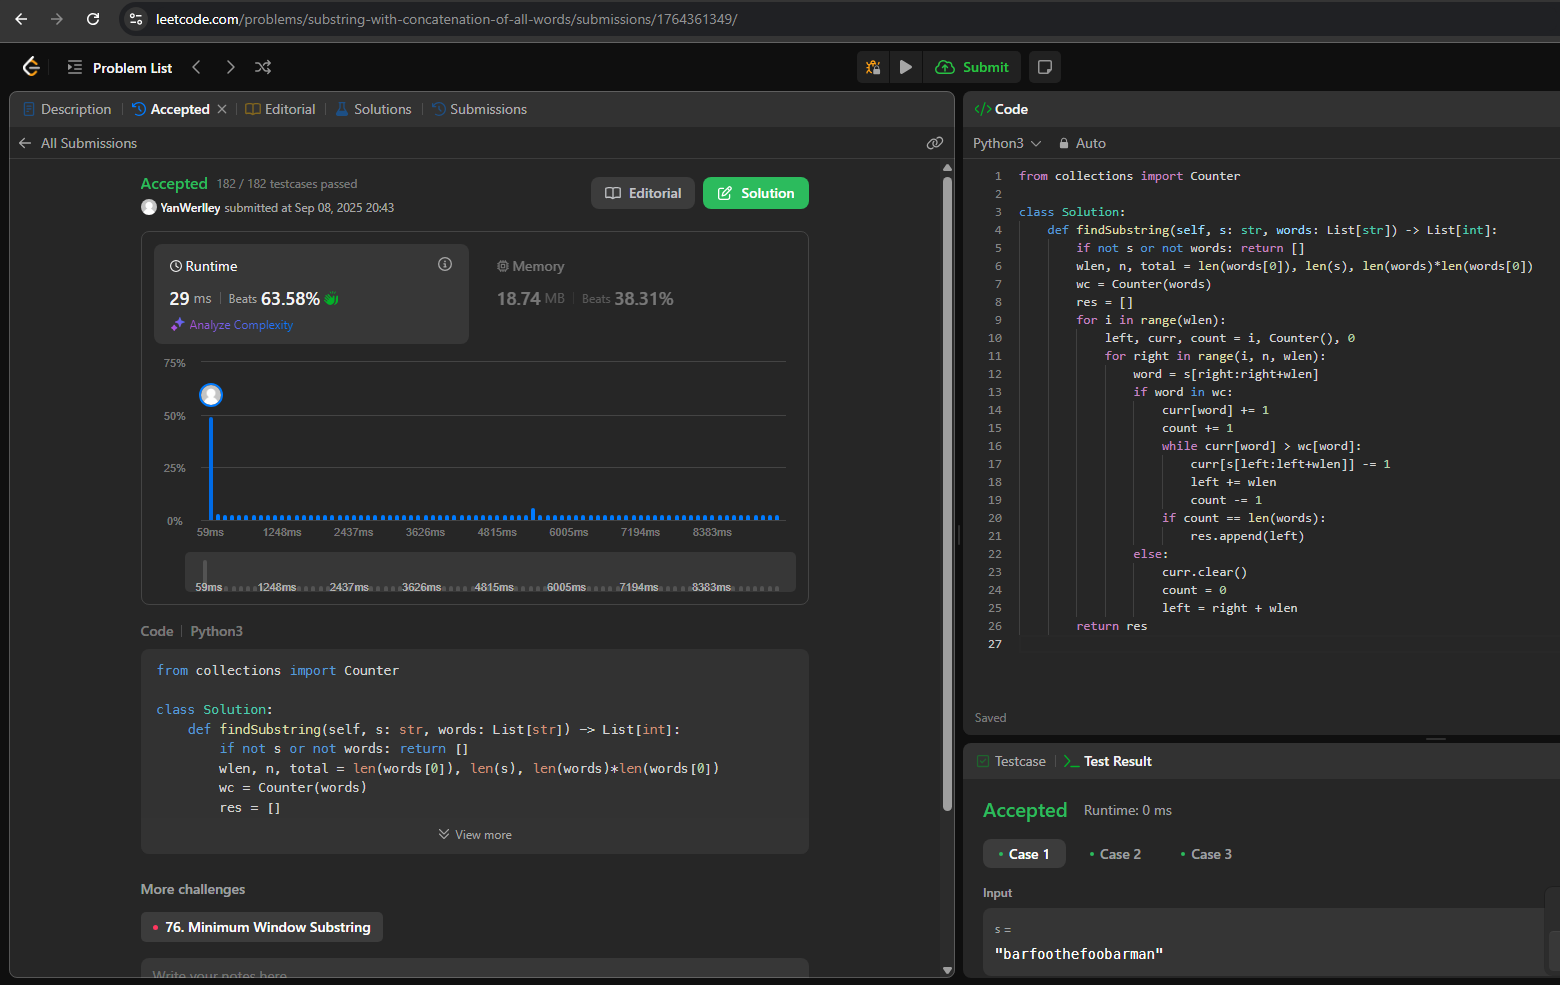 leetcode.com/problems/substring-with-concatenation-of-all-words/submissions/1764361349/
Problem List
Submit
Description
Accepted
Editorial
Solutions
Submissions
All Submissions
Accepted 182 / 182 testcases passed
YanWerlley submitted at Sep 08, 2025 20:43
Editorial
Solution
Runtime
29 ms | Beats 63.58%
Analyze Complexity
Memory
18.74 MB | Beats 38.31%
75%
50%
25%
0%
59ms 1248ms 2437ms 3626ms 4815ms 6005ms 7194ms 8383ms
59ms 1248ms 2437ms 3626ms 4815ms 6005ms 7194ms 8383ms
Code | Python3
from collections import Counter
class Solution:
    def findSubstring(self, s: str, words: List[str]) -> List[int]:
        if not s or not words: return []
        wlen, n, total = len(words[0]), len(s), len(words)*len(words[0])
        wc = Counter(words)
        res = []
View more
More challenges
76. Minimum Window Substring
Write your notes here
Code
Python3
Auto
1 from collections import Counter
2
3 class Solution:
4     def findSubstring(self, s: str, words: List[str]) -> List[int]:
5         if not s or not words: return []
6         wlen, n, total = len(words[0]), len(s), len(words)*len(words[0])
7         wc = Counter(words)
8         res = []
9         for i in range(wlen):
10             left, curr, count = i, Counter(), 0
11             for right in range(i, n, wlen):
12                 word = s[right:right+wlen]
13                 if word in wc:
14                     curr[word] += 1
15                     count += 1
16                     while curr[word] > wc[word]:
17                         curr[s[left:left+wlen]] -= 1
18                         left += wlen
19                         count -= 1
20                     if count == len(words):
21                         res.append(left)
22                 else:
23                     curr.clear()
24                     count = 0
25                     left = right + wlen
26         return res
27
Saved
Testcase
Test Result
Accepted Runtime: 0 ms
Case 1
Case 2
Case 3
Input
s =
"barfoothefoobarman"